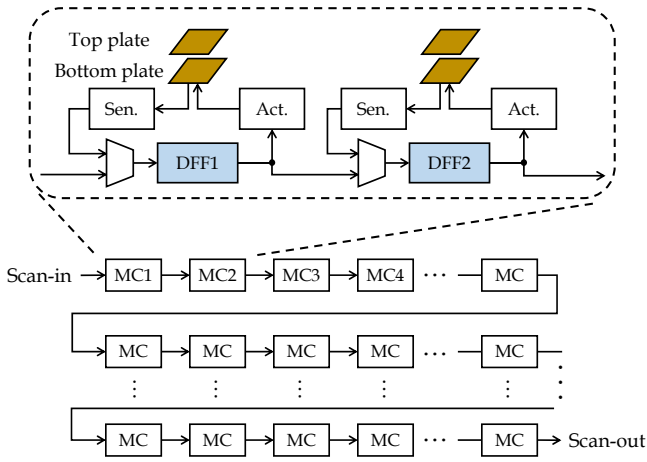 Top plate
Bottom plate
Sen. Act. Sen. Act.
DFF1 DFF2
Scan-in MC1 MC2 MC3 MC4 ··· MC
MC MC MC MC ··· MC
MC MC MC MC ··· MC Scan-out